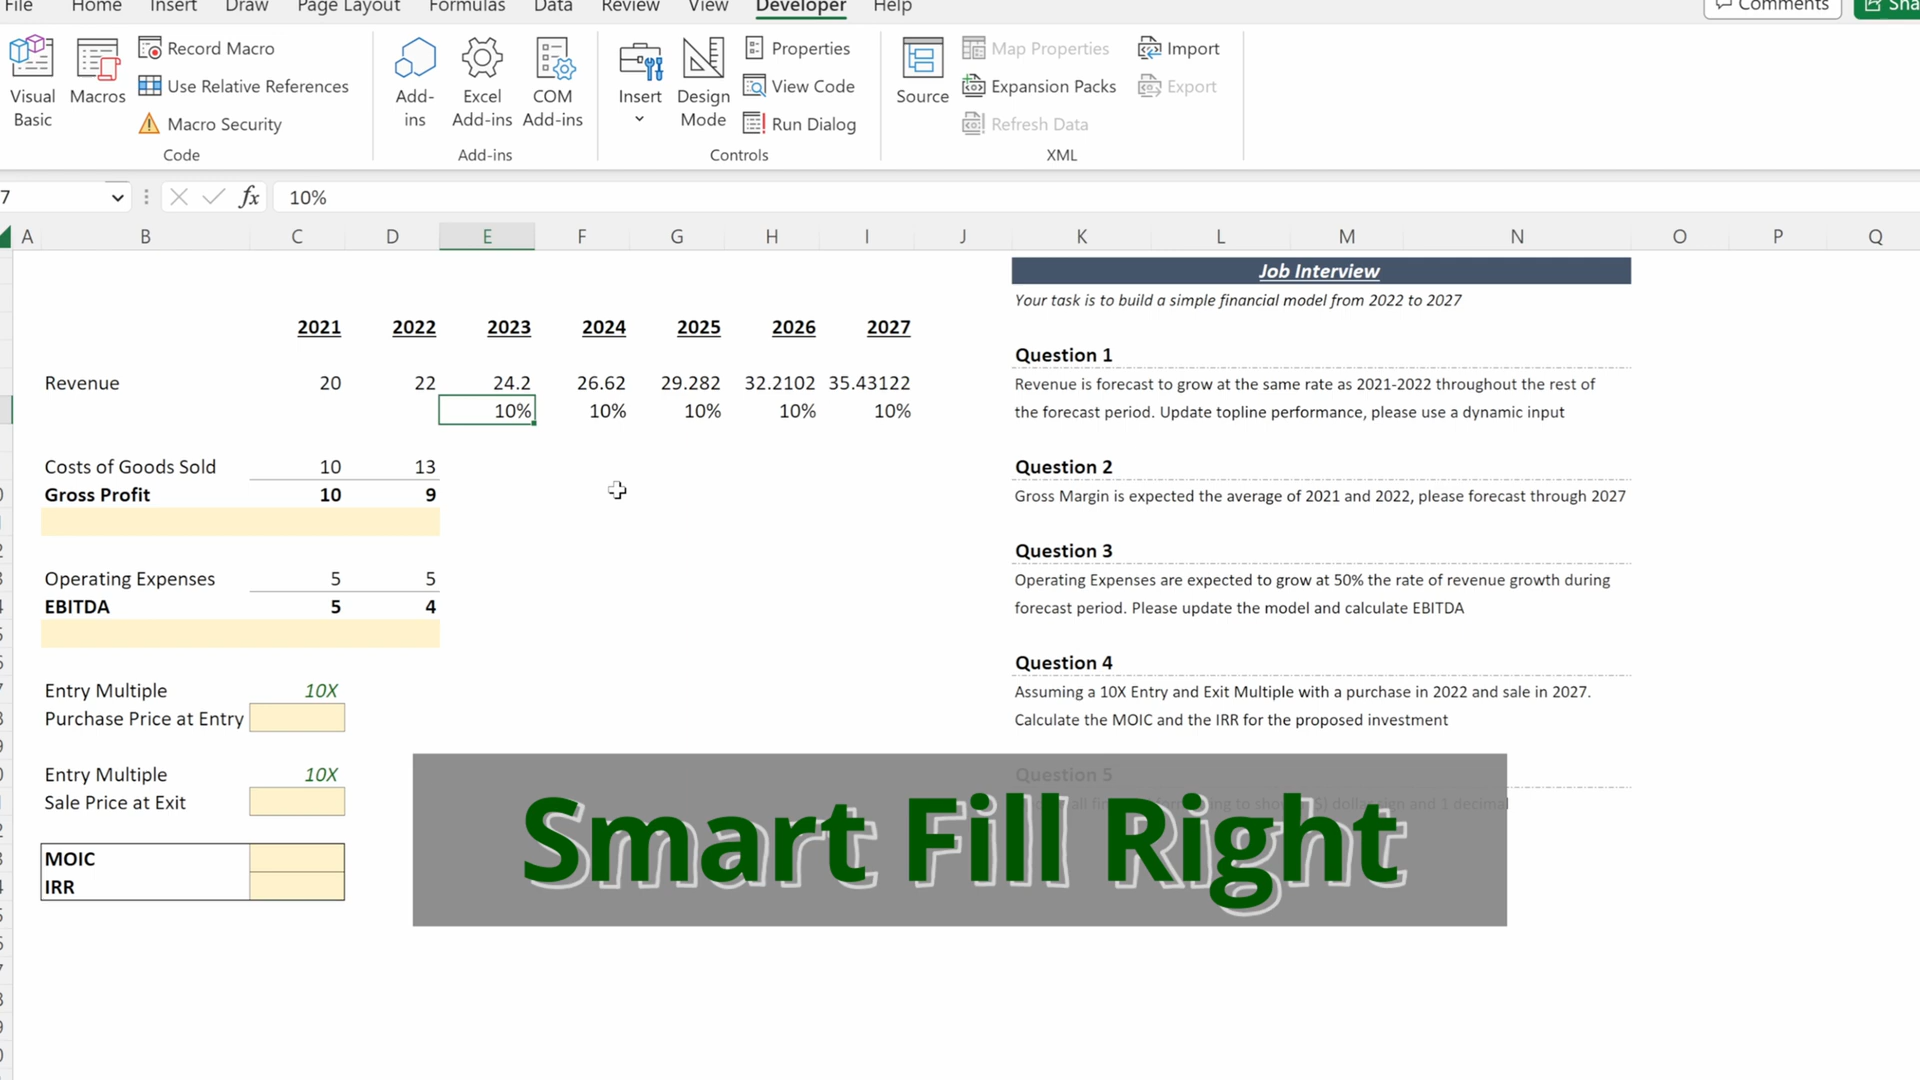 File Home Insert Draw Page Layout Formulas Data Review View Developer Help Comments
Visual Basic
Macros
Record Macro
Use Relative References
Macro Security
Code
Add-ins
Excel Add-ins
COM Add-ins
Add-ins
Insert
Design Mode
Properties
View Code
Run Dialog
Controls
Source
Map Properties
Expansion Packs
Refresh Data
Import
Export
XML
7 fx 10%
A B C D E F G H I J K L M N O P Q
2021 2022 2023 2024 2025 2026 2027
Revenue 20 22 24.2 26.62 29.282 32.2102 35.43122
10% 10% 10% 10% 10%
Costs of Goods Sold 10 13
Gross Profit 10 9
Operating Expenses 5 5
EBITDA 5 4
Entry Multiple 10X
Purchase Price at Entry
Entry Multiple 10X
Sale Price at Exit
MOIC
IRR
Job Interview
Your task is to build a simple financial model from 2022 to 2027
Question 1
Revenue is forecast to grow at the same rate as 2021-2022 throughout the rest of
the forecast period. Update topline performance, please use a dynamic input
Question 2
Gross Margin is expected the average of 2021 and 2022, please forecast through 2027
Question 3
Operating Expenses are expected to grow at 50% the rate of revenue growth during
forecast period. Please update the model and calculate EBITDA
Question 4
Assuming a 10X Entry and Exit Multiple with a purchase in 2022 and sale in 2027.
Calculate the MOIC and the IRR for the proposed investment
Question 5
Smart Fill Right